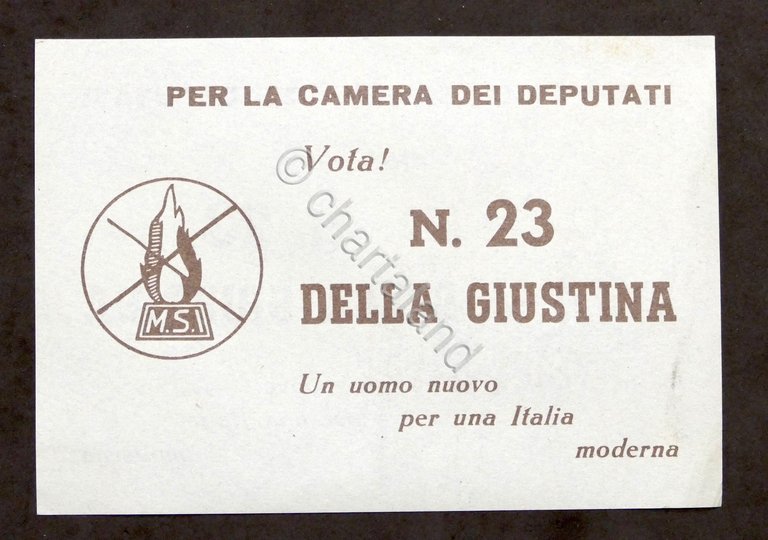 PER LA CAMERA DEI DEPUTATI
Vota!
N. 23
DELLA GIUSTINA
M.S.I
Un uomo nuovo
per una Italia
moderna
© chartaland